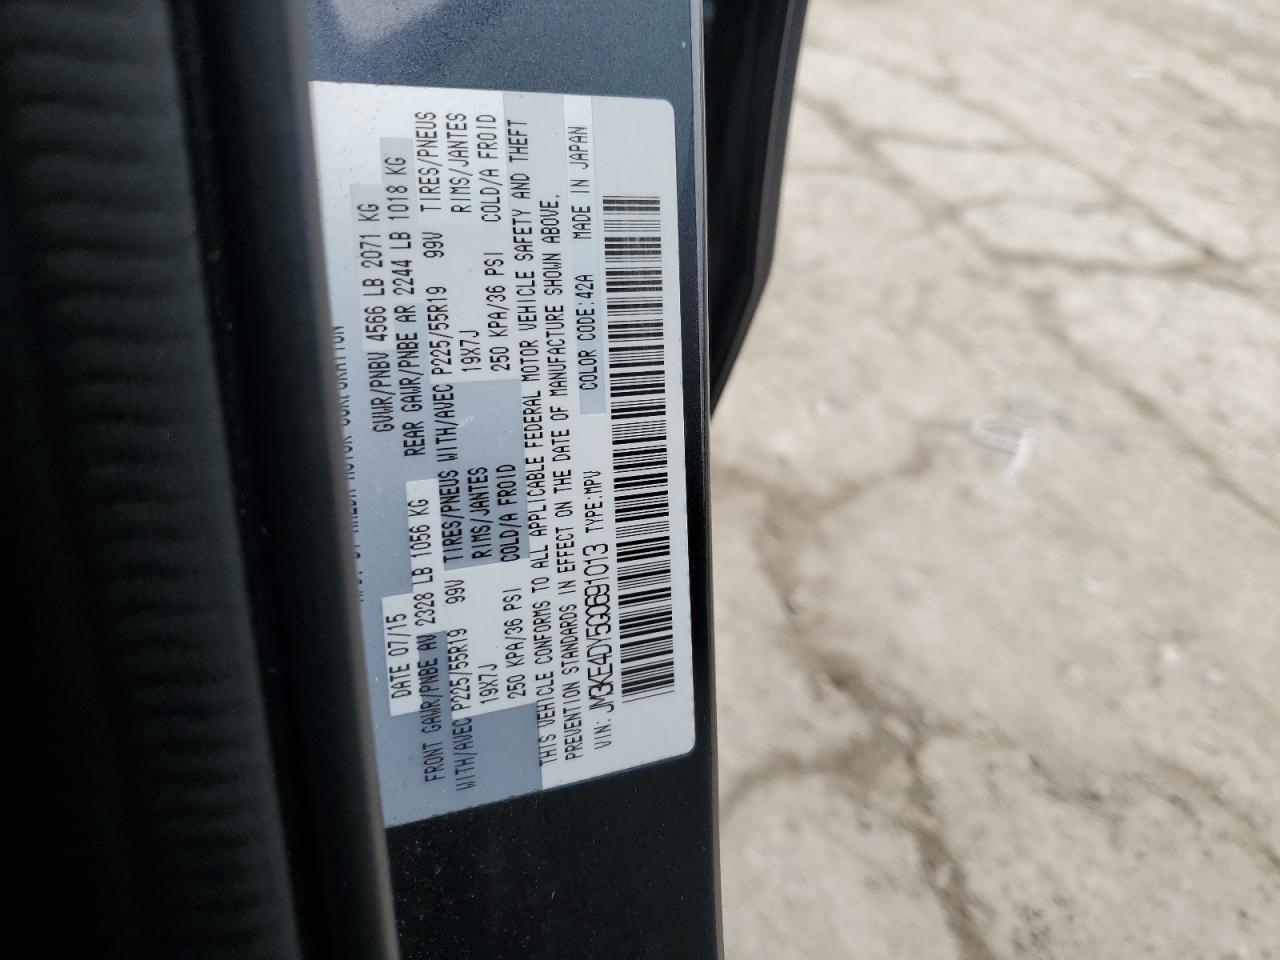 MOTOR CORPORATION
DATE 07/15 GVWR/PNBV 4566 LB 2071 KG
FRONT GAWR/PNBE AV 2328 LB 1056 KG REAR GAWR/PNBE AR 2244 LB 1018 KG
WITH/AVEC P225/55R19 99V TIRES/PNEUS WITH/AVEC P225/55R19 99V TIRES/PNEUS
19X7J RIMS/JANTES 19X7J RIMS/JANTES
250 KPA/36 PSI COLD/A FROID 250 KPA/36 PSI COLD/A FROID
THIS VEHICLE CONFORMS TO ALL APPLICABLE FEDERAL MOTOR VEHICLE SAFETY AND THEFT
PREVENTION STANDARDS IN EFFECT ON THE DATE OF MANUFACTURE SHOWN ABOVE.
VIN: JM3KE4DY5G0691013 TYPE:MPV COLOR CODE:42A MADE IN JAPAN